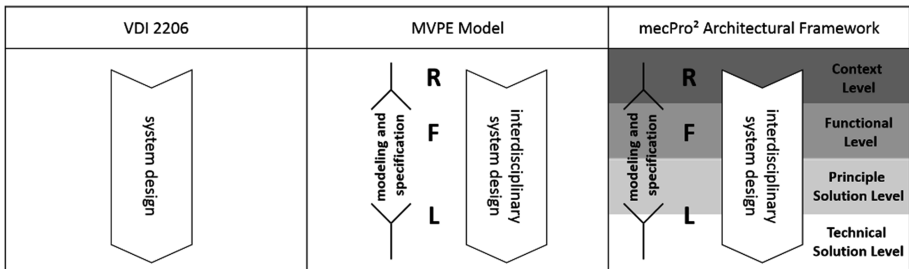 VDI 2206
MVPE Model
mecPro² Architectural Framework
system design
modeling and
specification
R
F
L
interdisciplinary
system design
modeling and
specification
R
F
L
interdisciplinary
system design
Context
Level
Functional
Level
Principle
Solution Level
Technical
Solution Level